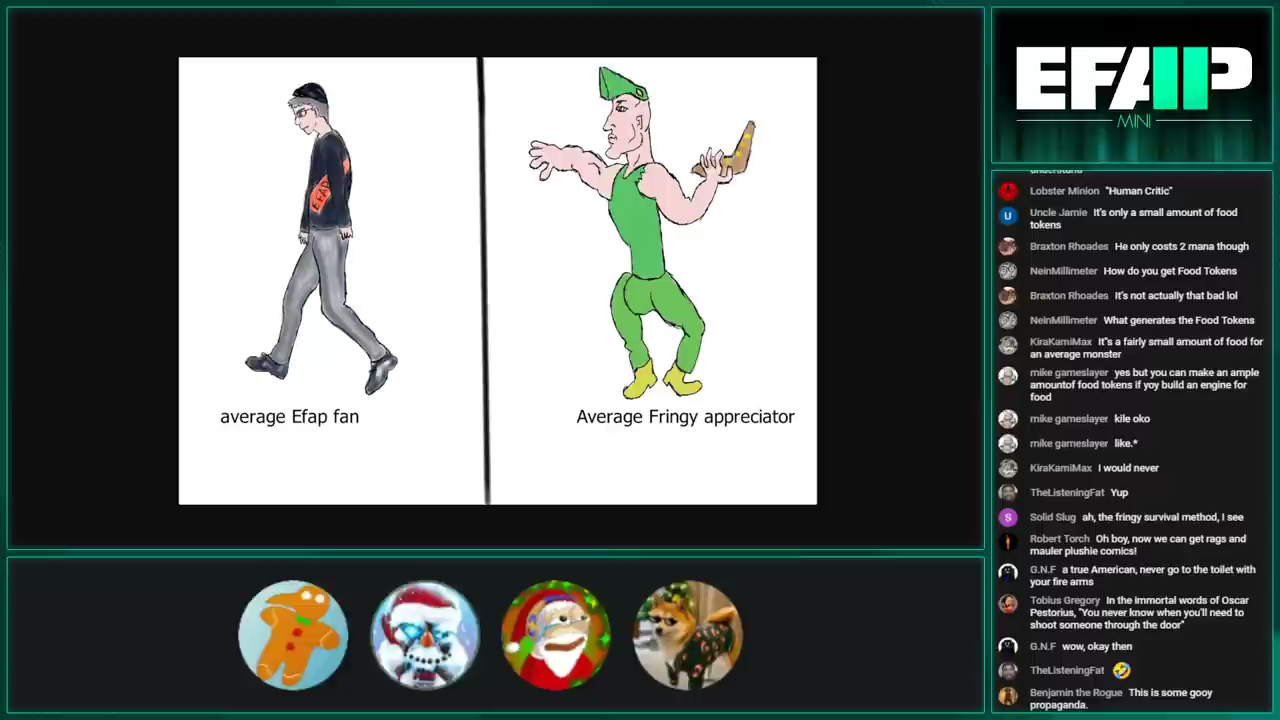 EFAP
average Efap fan
Average Fringy appreciator
EFAP
MINI
understand
Lobster Minion "Human Critic"
U
Uncle Jamie It's only a small amount of food
tokens
Braxton Rhoades He only costs 2 mana though
NeinMillimeter How do you get Food Tokens
Braxton Rhoades It's not actually that bad lol
NeinMillimeter What generates the Food Tokens
KiraKamiMax It's a fairly small amount of food for
an average monster
mike gameslayer yes but you can make an ample
amountof food tokens if yoy build an engine for
food
mike gameslayer kile oko
mike gameslayer like.*
KiraKamiMax I would never
TheListeningFat Yup
S
Solid Slug ah, the fringy survival method, I see
Robert Torch Oh boy, now we can get rags and
mauler plushie comics!
G.N.F a true American, never go to the toilet with
your fire arms
Tobius Gregory In the immortal words of Oscar
Pestorius, "You never know when you'll need to
shoot someone through the door"
G.N.F wow, okay then
TheListeningFat 🤣
Benjamin the Rogue This is some gooy
propaganda.